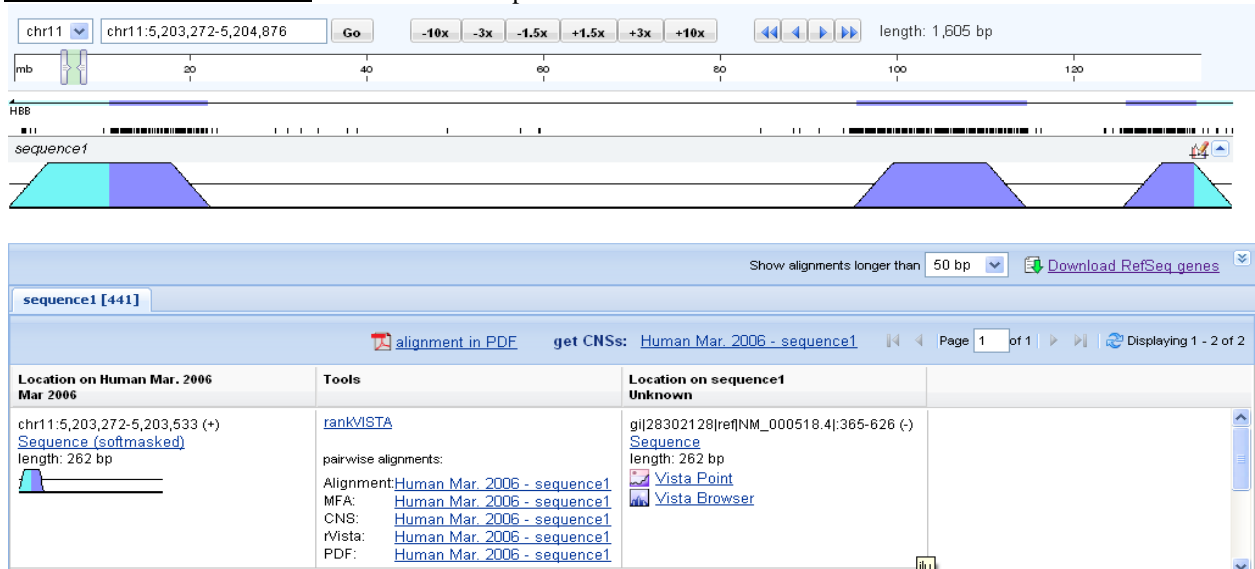 chr11 chr11:5,203,272-5,204,876 Go -10x -3x -1.5x +1.5x +3x +10x length: 1,605 bp
mb 20 40 60 80 100 120
HBB
sequence1
Show alignments longer than 50 bp Download RefSeq genes
sequence1 [441]
alignment in PDF get CNSs: Human Mar. 2006 - sequence1 Page 1 of 1 Displaying 1 - 2 of 2
Location on Human Mar. 2006 Tools Location on sequence1
Mar 2006 Unknown
chr11:5,203,272-5,203,533 (+) rankVISTA gi|28302128|ref|NM_000518.4|:365-626 (-)
Sequence (softmasked) Sequence
length: 262 bp pairwise alignments: length: 262 bp
Alignment: Human Mar. 2006 - sequence1 Vista Point
MFA: Human Mar. 2006 - sequence1 Vista Browser
CNS: Human Mar. 2006 - sequence1
rVista: Human Mar. 2006 - sequence1
PDF: Human Mar. 2006 - sequence1